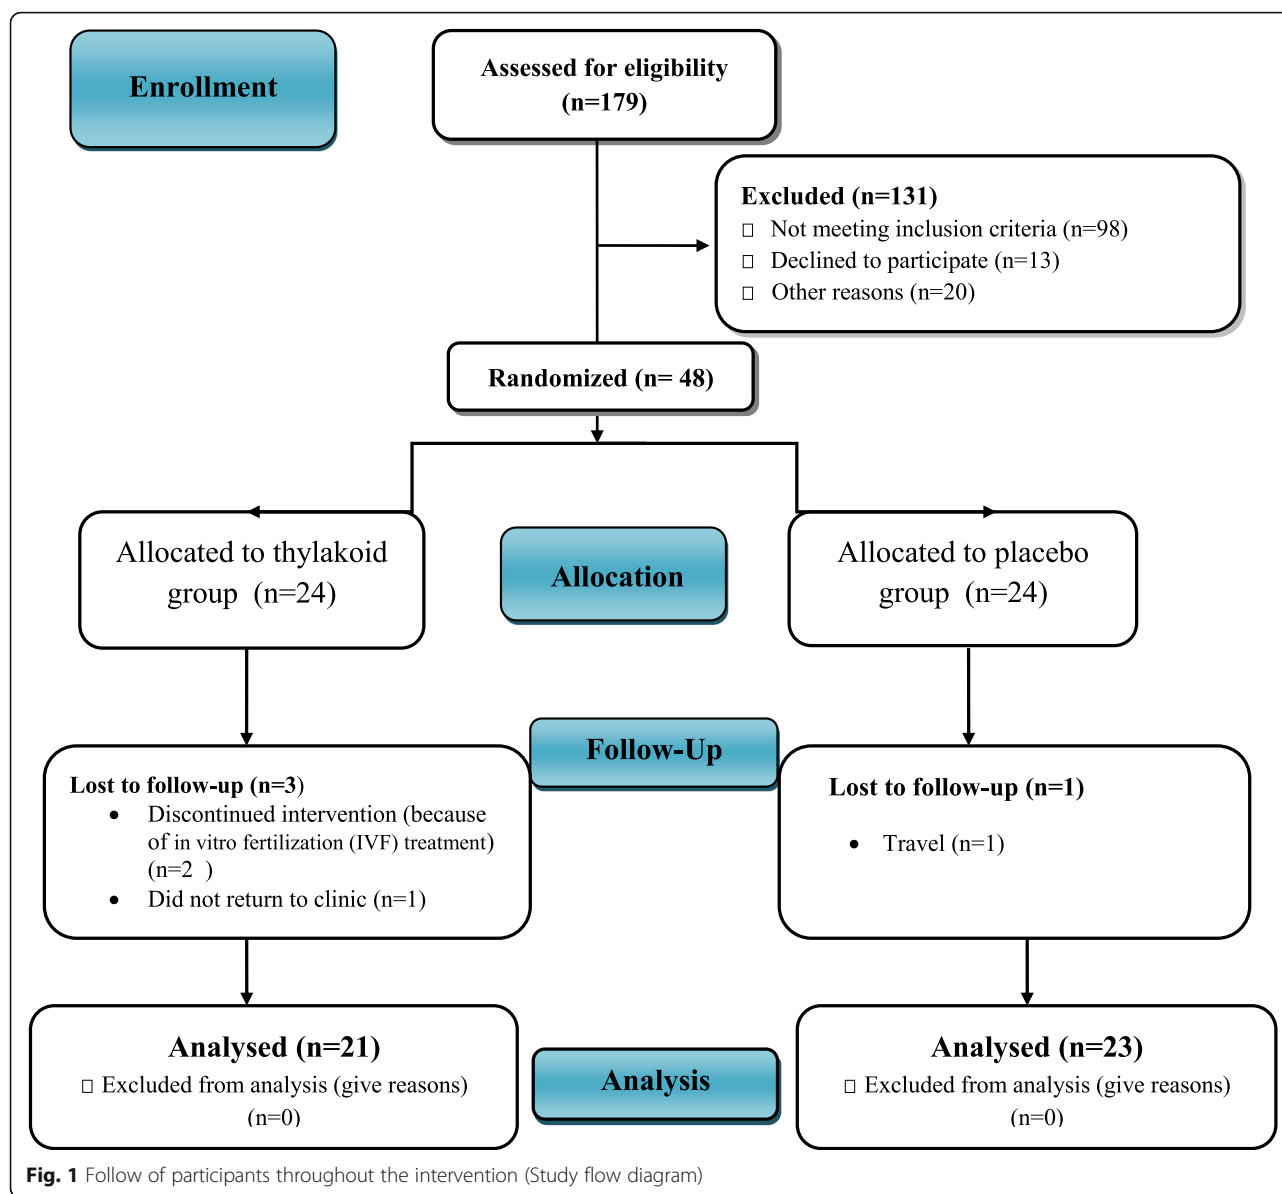 Enrollment
Assessed for eligibility
(n=179)
Excluded (n=131)
□ Not meeting inclusion criteria (n=98)
□ Declined to participate (n=13)
□ Other reasons (n=20)
Randomized (n= 48)
Allocated to thylakoid
group (n=24)
Allocation
Allocated to placebo
group (n=24)
Follow-Up
Lost to follow-up (n=3)
• Discontinued intervention (because
of in vitro fertilization (IVF) treatment)
(n=2 )
• Did not return to clinic (n=1)
Lost to follow-up (n=1)
• Travel (n=1)
Analysed (n=21)
□ Excluded from analysis (give reasons)
(n=0)
Analysis
Analysed (n=23)
□ Excluded from analysis (give reasons)
(n=0)
Fig. 1 Follow of participants throughout the intervention (Study flow diagram)